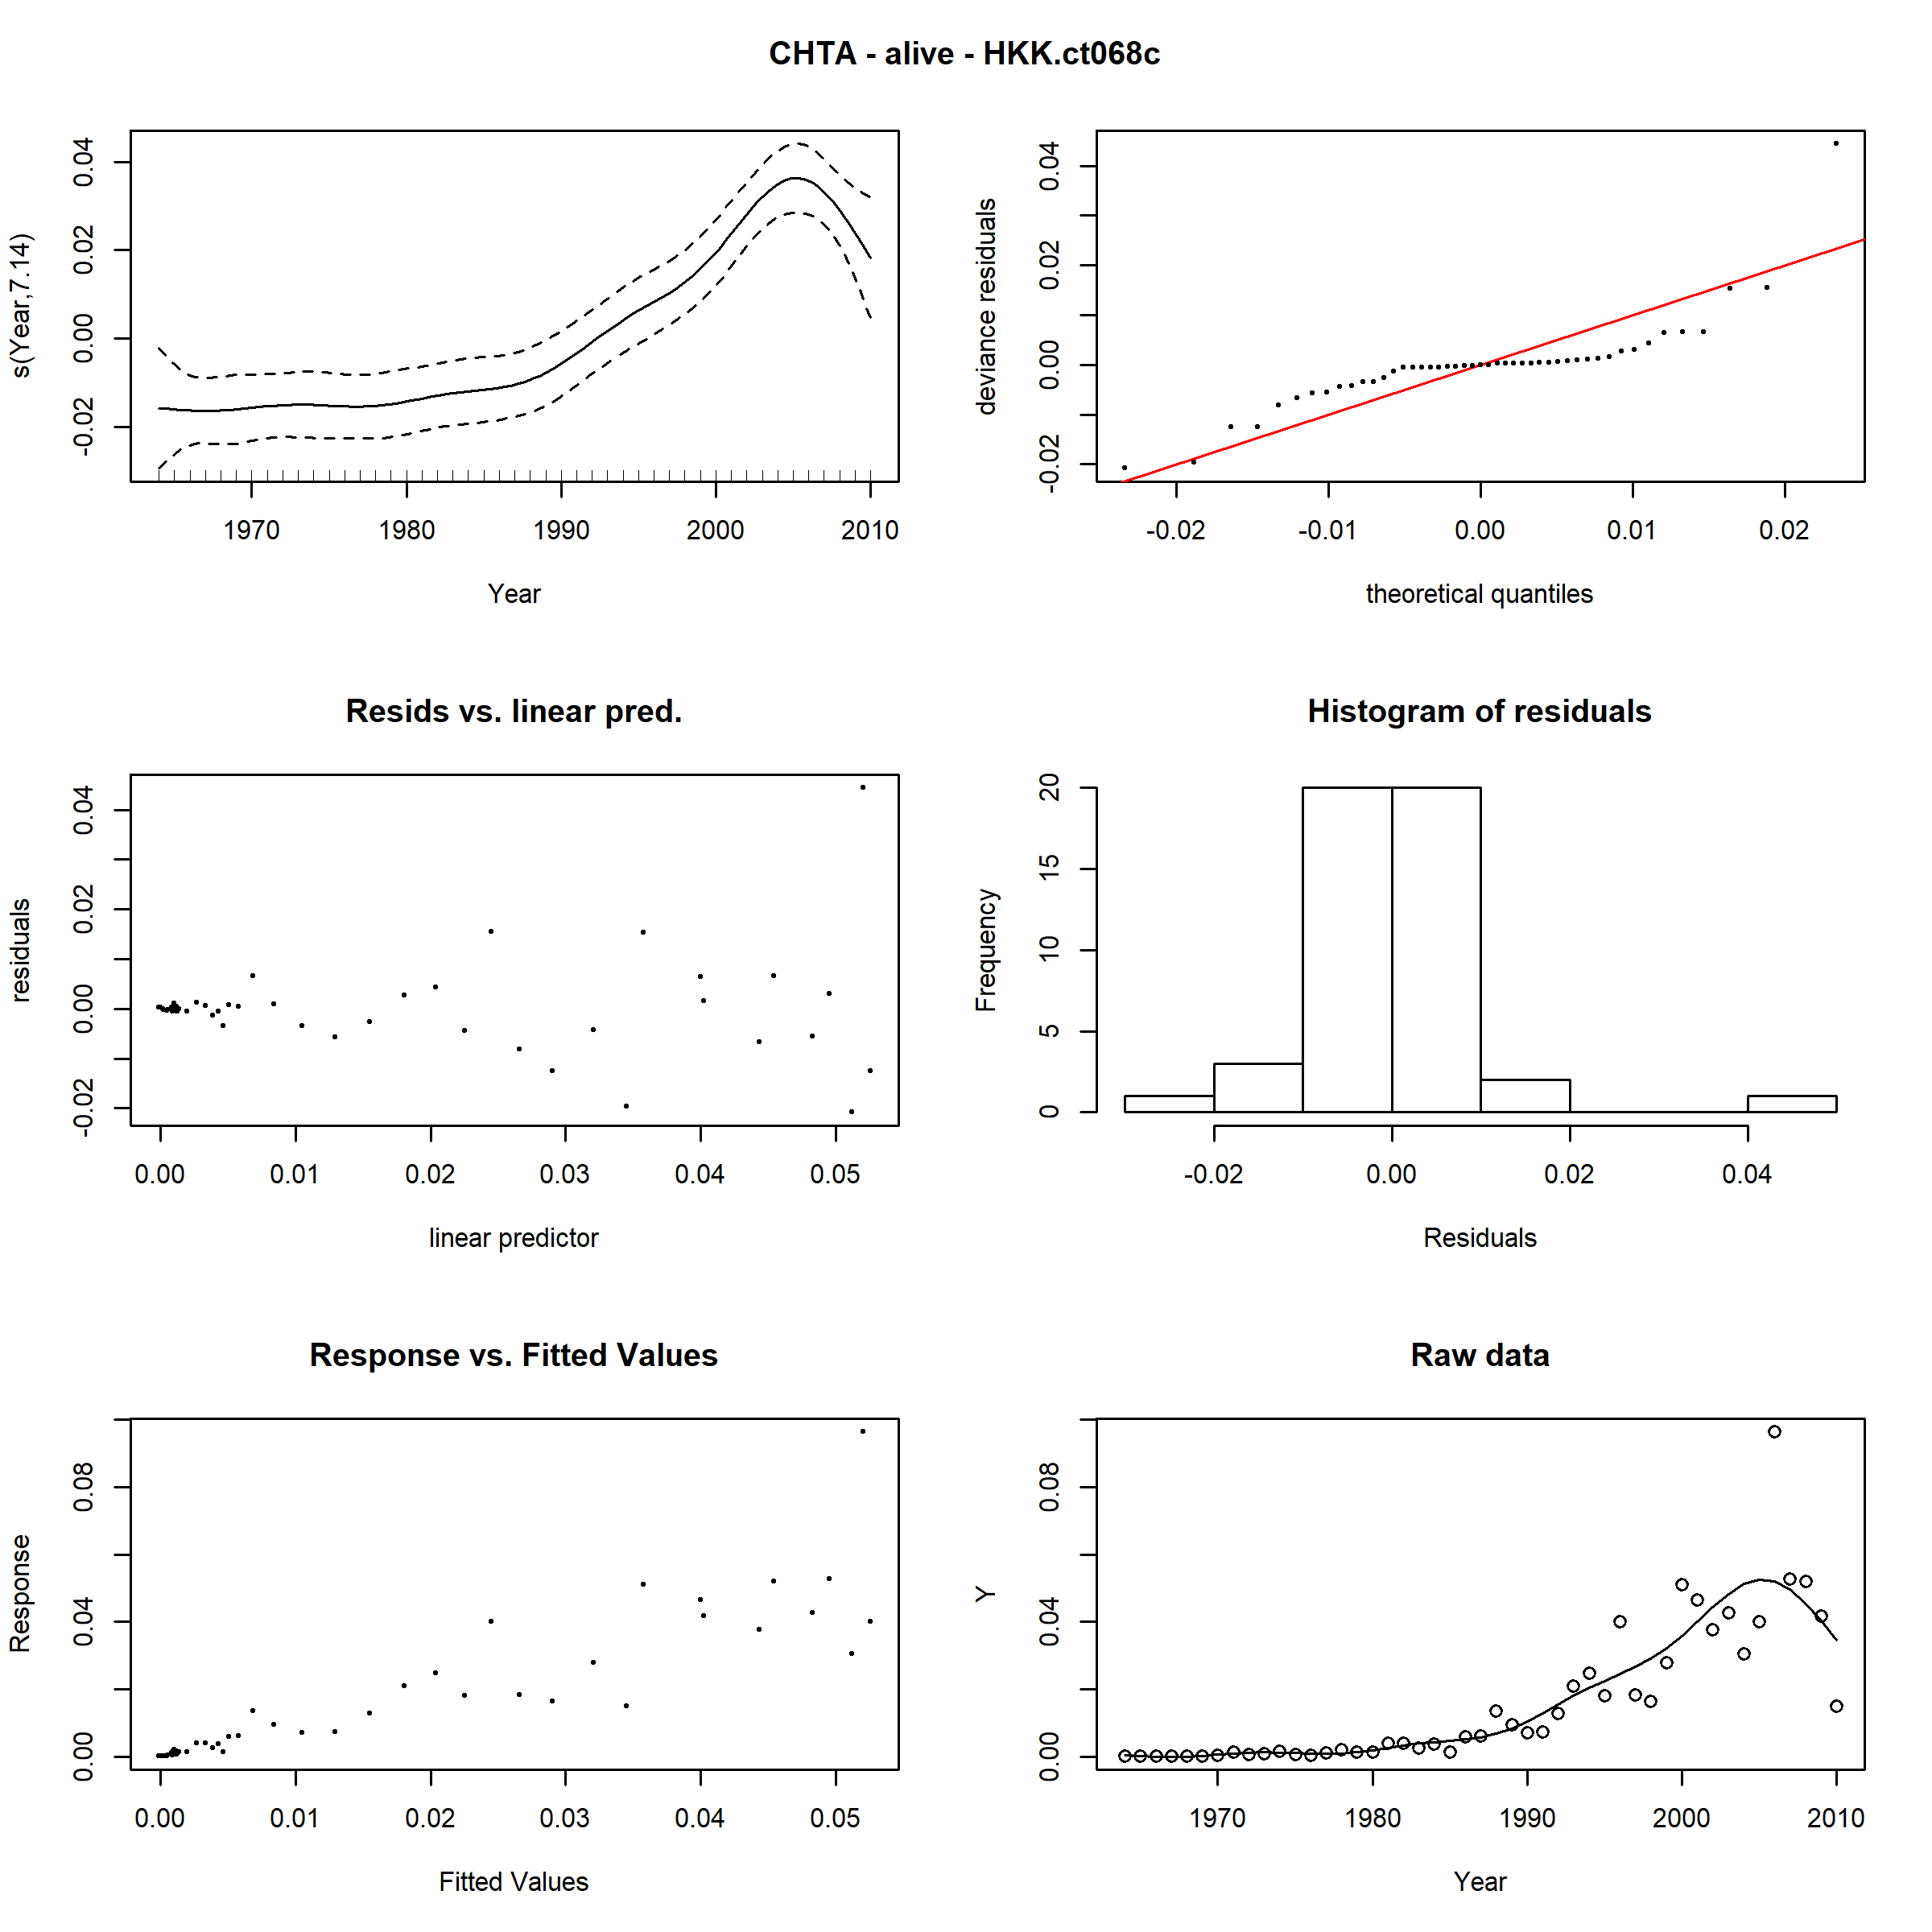 CHTA - alive - HKK.ct068c
s(Year,7.14)
-0.02 0.00 0.02 0.04
1970 1980 1990 2000 2010
Year
deviance residuals
-0.02 0.00 0.02 0.04
-0.02 -0.01 0.00 0.01 0.02
theoretical quantiles
Resids vs. linear pred.
residuals
-0.02 0.00 0.02 0.04
0.00 0.01 0.02 0.03 0.04 0.05
linear predictor
Histogram of residuals
Frequency
0 5 10 15 20
-0.02 0.00 0.02 0.04
Residuals
Response vs. Fitted Values
Response
0.00 0.04 0.08
0.00 0.01 0.02 0.03 0.04 0.05
Fitted Values
Raw data
Y
0.00 0.04 0.08
1970 1980 1990 2000 2010
Year